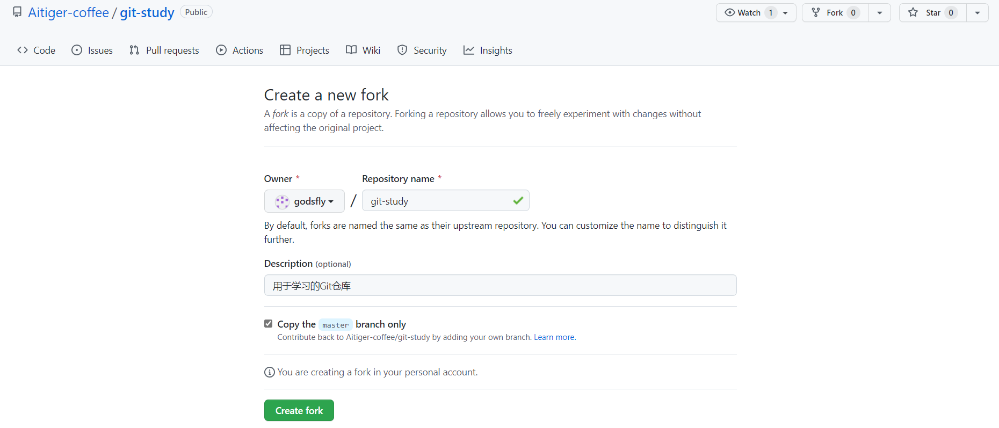 Aitiger-coffee / git-study Public
Watch 1 Fork 0 Star 0
Code Issues Pull requests Actions Projects Wiki Security Insights
Create a new fork
A fork is a copy of a repository. Forking a repository allows you to freely experiment with changes without
affecting the original project.
Owner * Repository name *
godsfly / git-study
By default, forks are named the same as their upstream repository. You can customize the name to distinguish it
further.
Description (optional)
用于学习的Git仓库
Copy the master branch only
Contribute back to Aitiger-coffee/git-study by adding your own branch. Learn more.
You are creating a fork in your personal account.
Create fork